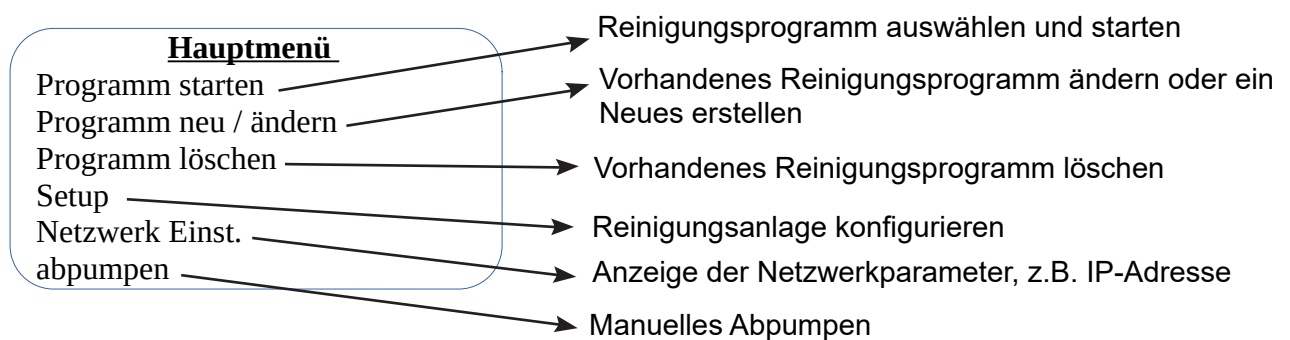 Hauptmenü
Programm starten
Programm neu / ändern
Programm löschen
Setup
Netzwerk Einst.
abpumpen
Reinigungsprogramm auswählen und starten
Vorhandenes Reinigungsprogramm ändern oder ein
Neues erstellen
Vorhandenes Reinigungsprogramm löschen
Reinigungsanlage konfigurieren
Anzeige der Netzwerkparameter, z.B. IP-Adresse
Manuelles Abpumpen